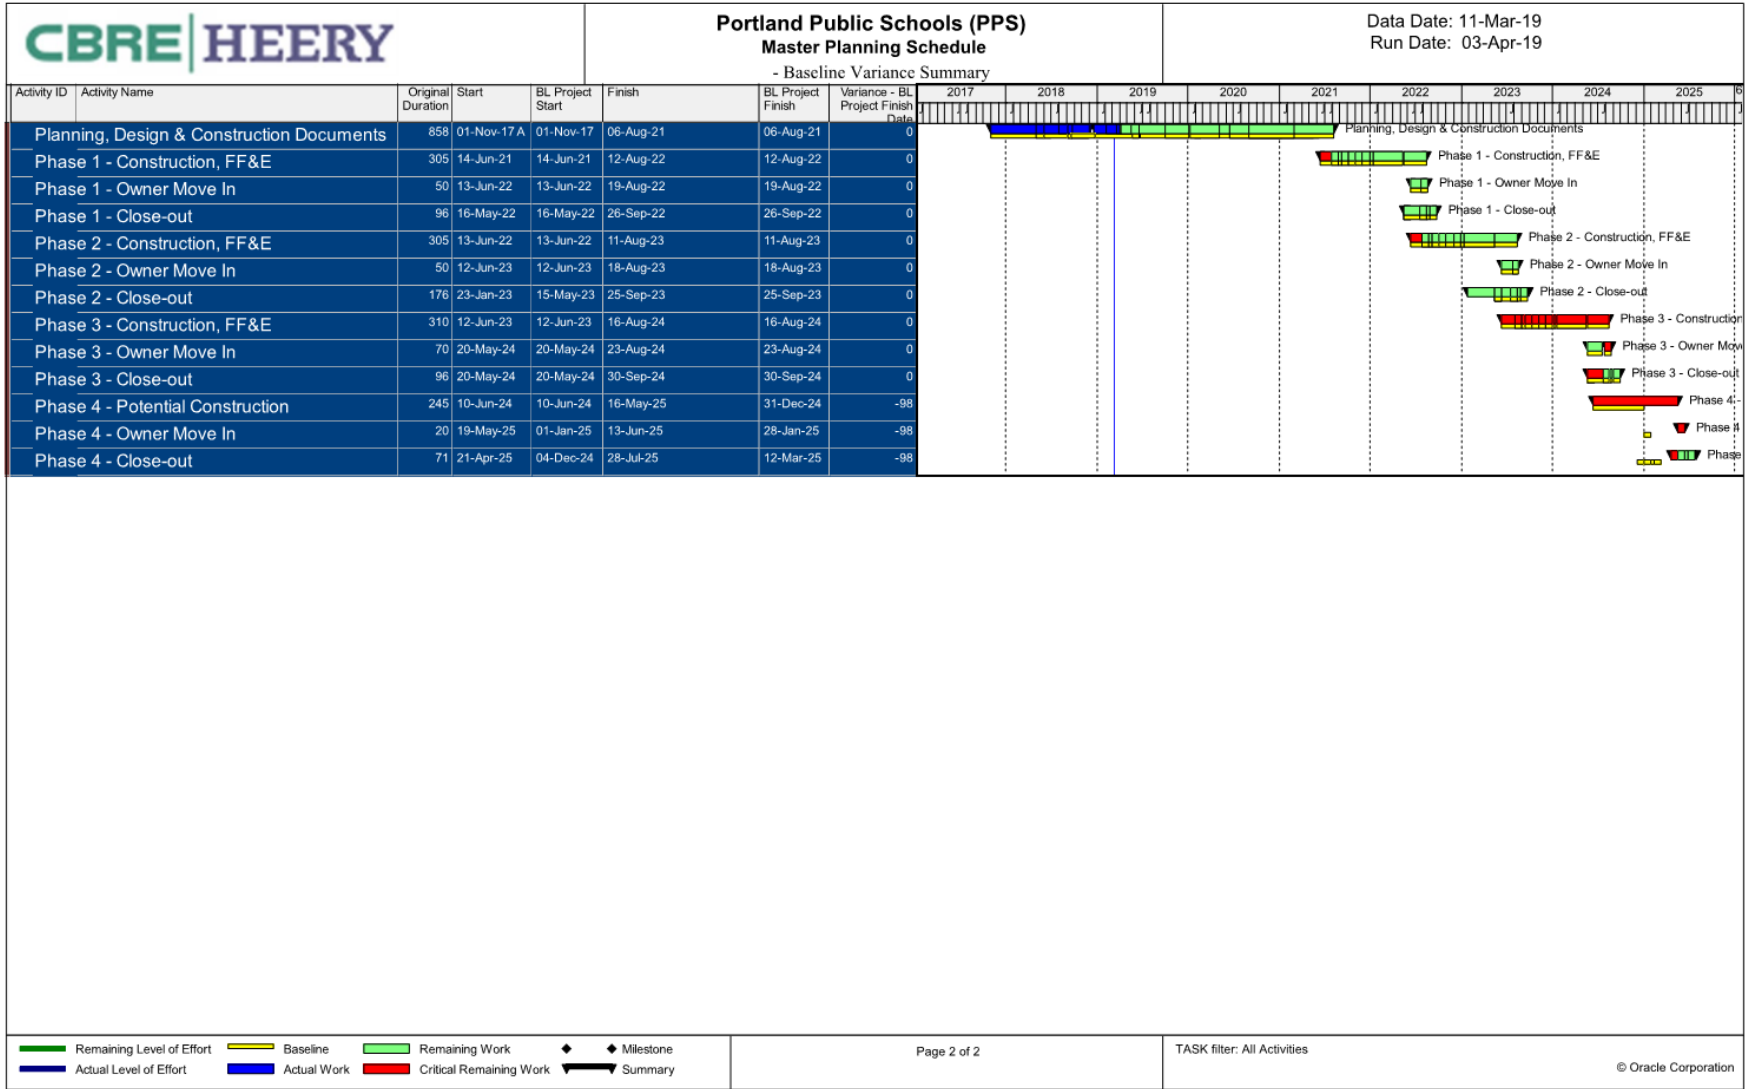 CBRE HEERY
Portland Public Schools (PPS)
Master Planning Schedule
- Baseline Variance Summary
Data Date: 11-Mar-19
Run Date: 03-Apr-19
Activity ID Activity Name Original Duration Start BL Project Start Finish BL Project Finish Variance - BL Project Finish Date 2017 2018 2019 2020 2021 2022 2023 2024 2025 6
Planning, Design & Construction Documents 858 01-Nov-17 A 01-Nov-17 06-Aug-21 06-Aug-21 0 Planning, Design & Construction Documents
Phase 1 - Construction, FF&E 305 14-Jun-21 14-Jun-21 12-Aug-22 12-Aug-22 0 Phase 1 - Construction, FF&E
Phase 1 - Owner Move In 50 13-Jun-22 13-Jun-22 19-Aug-22 19-Aug-22 0 Phase 1 - Owner Move In
Phase 1 - Close-out 96 16-May-22 16-May-22 26-Sep-22 26-Sep-22 0 Phase 1 - Close-out
Phase 2 - Construction, FF&E 305 13-Jun-22 13-Jun-22 11-Aug-23 11-Aug-23 0 Phase 2 - Construction, FF&E
Phase 2 - Owner Move In 50 12-Jun-23 12-Jun-23 18-Aug-23 18-Aug-23 0 Phase 2 - Owner Move In
Phase 2 - Close-out 176 23-Jan-23 15-May-23 25-Sep-23 25-Sep-23 0 Phase 2 - Close-out
Phase 3 - Construction, FF&E 310 12-Jun-23 12-Jun-23 16-Aug-24 16-Aug-24 0 Phase 3 - Construction
Phase 3 - Owner Move In 70 20-May-24 20-May-24 23-Aug-24 23-Aug-24 0 Phase 3 - Owner Mov
Phase 3 - Close-out 96 20-May-24 20-May-24 30-Sep-24 30-Sep-24 0 Phase 3 - Close-out
Phase 4 - Potential Construction 245 10-Jun-24 10-Jun-24 16-May-25 31-Dec-24 -98 Phase 4 -
Phase 4 - Owner Move In 20 19-May-25 01-Jan-25 13-Jun-25 28-Jan-25 -98 Phase 4
Phase 4 - Close-out 71 21-Apr-25 04-Dec-24 28-Jul-25 12-Mar-25 -98 Phase
Remaining Level of Effort Baseline Remaining Work Milestone
Actual Level of Effort Actual Work Critical Remaining Work Summary
Page 2 of 2
TASK filter: All Activities
© Oracle Corporation